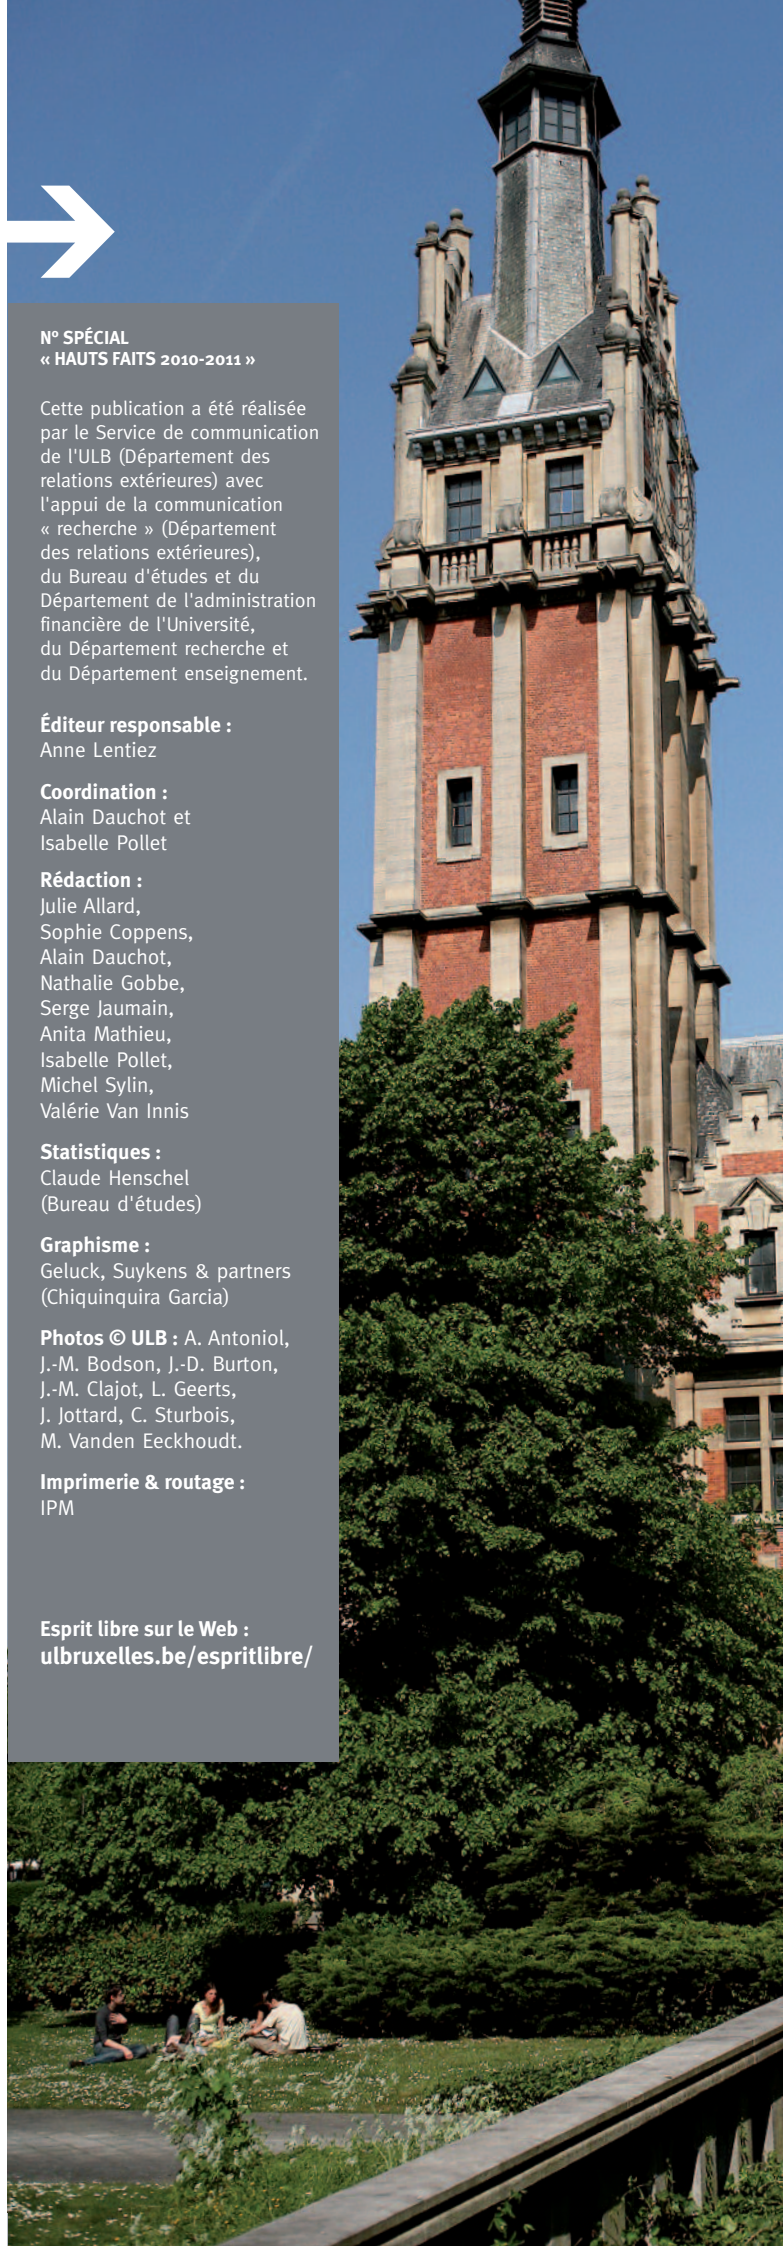 N° SPÉCIAL
« HAUTS FAITS 2010-2011 »
Cette publication a été réalisée
par le Service de communication
de l'ULB (Département des
relations extérieures) avec
l'appui de la communication
« recherche » (Département
des relations extérieures),
du Bureau d'études et du
Département de l'administration
financière de l'Université,
du Département recherche et
du Département enseignement.
Éditeur responsable :
Anne Lentiez
Coordination :
Alain Dauchot et
Isabelle Pollet
Rédaction :
Julie Allard,
Sophie Coppens,
Alain Dauchot,
Nathalie Gobbe,
Serge Jaumain,
Anita Mathieu,
Isabelle Pollet,
Michel Sylin,
Valérie Van Innis
Statistiques :
Claude Henschel
(Bureau d'études)
Graphisme :
Geluck, Suykens & partners
(Chiquinquira Garcia)
Photos © ULB : A. Antoniol,
J.-M. Bodson, J.-D. Burton,
J.-M. Clajot, L. Geerts,
J. Jottard, C. Sturbois,
M. Vanden Eeckhoudt.
Imprimerie & routage :
IPM
Esprit libre sur le Web :
ulbruxelles.be/espritlibre/